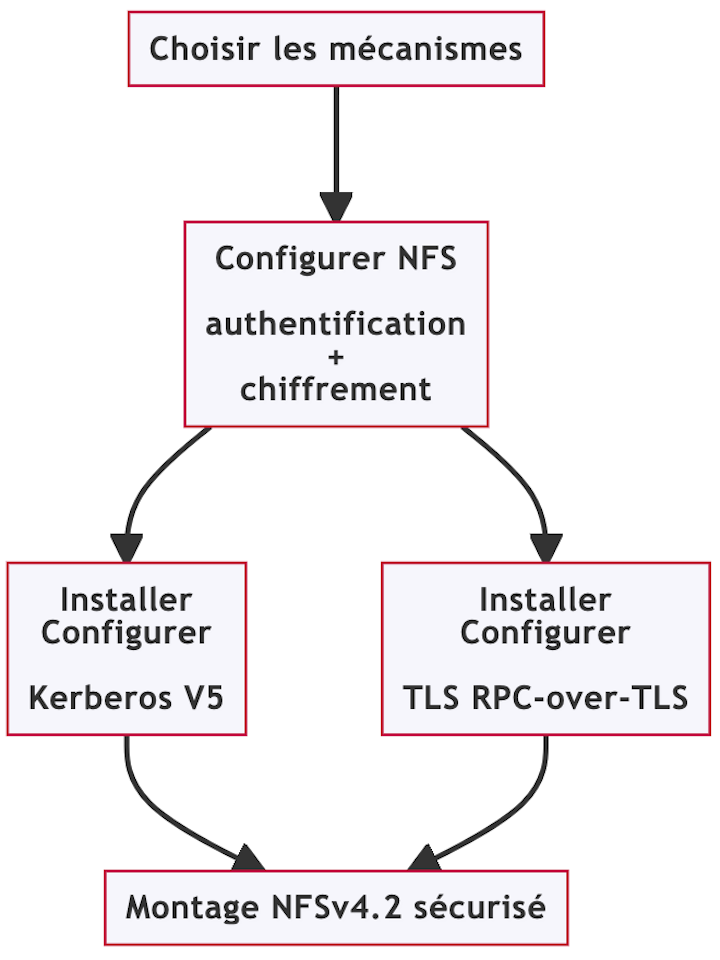 Choisir les mécanismes
Configurer NFS
authentification
+
chiffrement
Installer
Configurer
Kerberos V5
Installer
Configurer
TLS RPC-over-TLS
Montage NFSv4.2 sécurisé